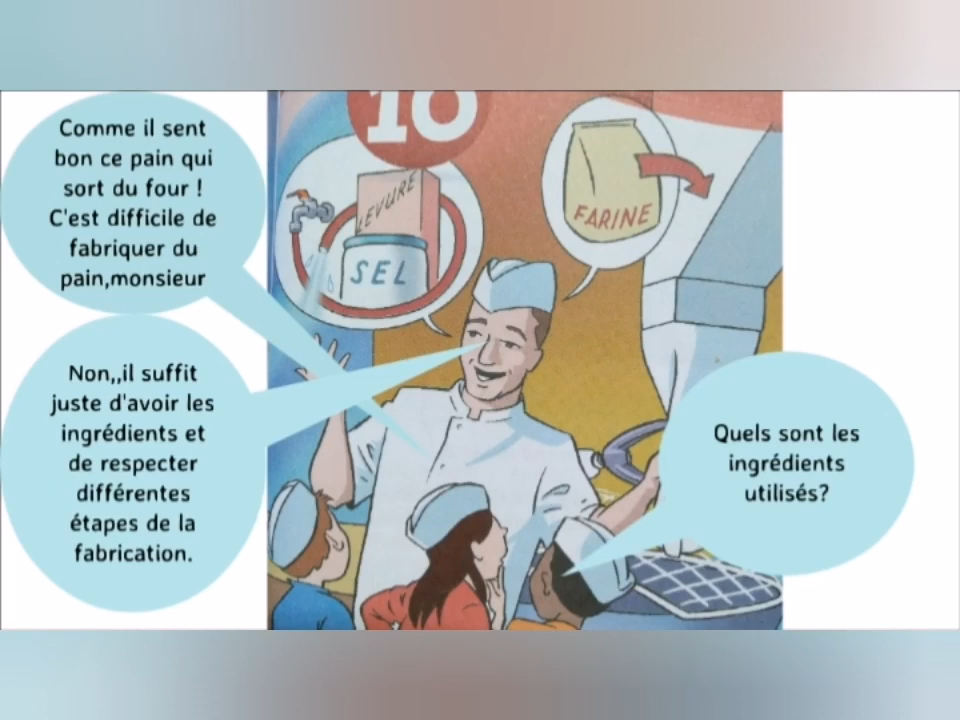 Comme il sent
bon ce pain qui
sort du four !
C'est difficile de
fabriquer du
pain,monsieur
Non,,il suffit
juste d'avoir les
ingrédients et
de respecter
différentes
étapes de la
fabrication.
10
LEVURE
SEL
FARINE
Quels sont les
ingrédients
utilisés?